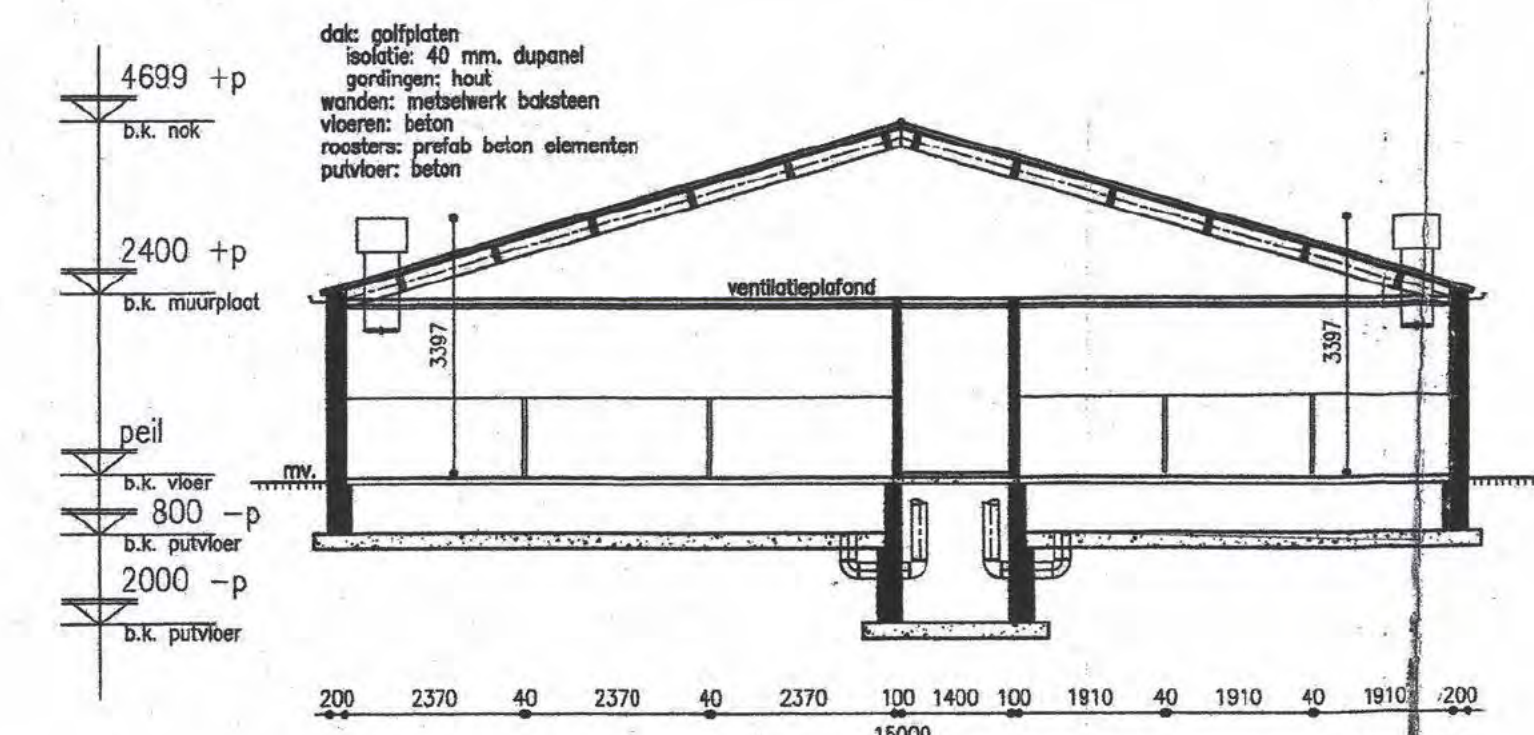 dak: golfplaten
isolatie: 40 mm. dupanel
gordingen: hout
wanden: metselwerk baksteen
vloeren: beton
roosters: prefab beton elementen
putvloer: beton
4699 +p
b.k. nok
2400 +p
b.k. muurplaat
peil
b.k. vloer
800 -p
b.k. putvloer
2000 -p
b.k. putvloer
ventilatieplafond
3397
3397
mv.
200 2370 40 2370 40 2370 100 1400 100 1910 40 1910 40 1910 200
15000